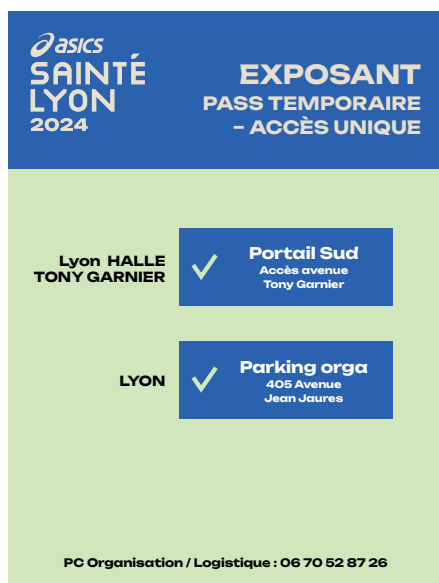 asics
SAINTÉ
LYON
2024
EXPOSANT
PASS TEMPORAIRE
– ACCÈS UNIQUE
Lyon HALLE
TONY GARNIER
Portail Sud
Accès avenue
Tony Garnier
LYON
Parking orga
405 Avenue
Jean Jaures
PC Organisation / Logistique : 06 70 52 87 26